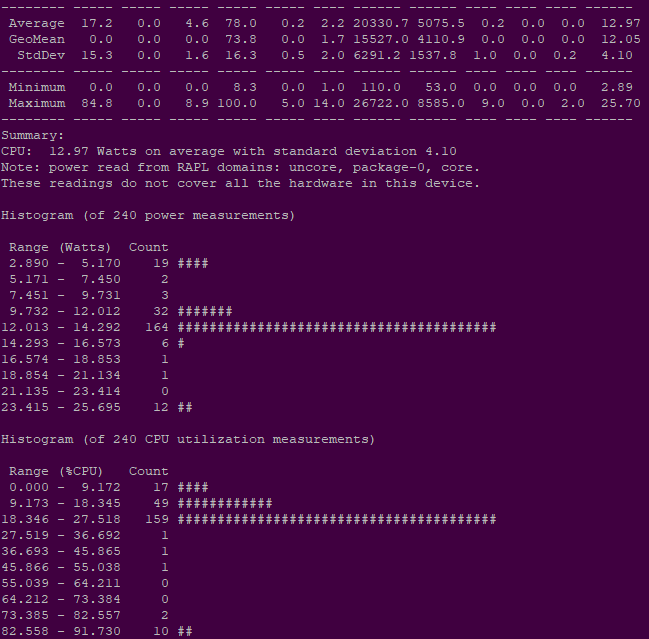 -------- ----- ----- ----- ----- ----- ---- ------- ------ ---- ---- ---- ------
 Average  17.2   0.0   4.6  78.0   0.2  2.2 20330.7 5075.5  0.2  0.0  0.0  12.97
 GeoMean   0.0   0.0   0.0  73.8   0.0  1.7 15527.0 4110.9  0.0  0.0  0.0  12.05
  StdDev  15.3   0.0   1.6  16.3   0.5  2.0 6291.2 1537.8  1.0  0.0  0.2   4.10
-------- ----- ----- ----- ----- ----- ---- ------- ------ ---- ---- ---- ------
 Minimum   0.0   0.0   0.0   8.3   0.0  1.0  110.0   53.0  0.0  0.0  0.0   2.89
 Maximum  84.8   0.0   8.9 100.0   5.0 14.0 26722.0 8585.0  9.0  0.0  2.0  25.70
-------- ----- ----- ----- ----- ----- ---- ------- ------ ---- ---- ---- ------
Summary:
CPU:  12.97 Watts on average with standard deviation 4.10
Note: power read from RAPL domains: uncore, package-0, core.
These readings do not cover all the hardware in this device.
Histogram (of 240 power measurements)
 Range (Watts)  Count
 2.890 -  5.170    19 ####
 5.171 -  7.450     2
 7.451 -  9.731     3
 9.732 - 12.012    32 #######
12.013 - 14.292   164 ########################################
14.293 - 16.573     6 #
16.574 - 18.853     1
18.854 - 21.134     1
21.135 - 23.414     0
23.415 - 25.695    12 ##
Histogram (of 240 CPU utilization measurements)
 Range (%CPU)   Count
 0.000 -  9.172    17 ####
 9.173 - 18.345    49 ############
18.346 - 27.518   159 ########################################
27.519 - 36.692     1
36.693 - 45.865     1
45.866 - 55.038     1
55.039 - 64.211     0
64.212 - 73.384     0
73.385 - 82.557     2
82.558 - 91.730    10 ##